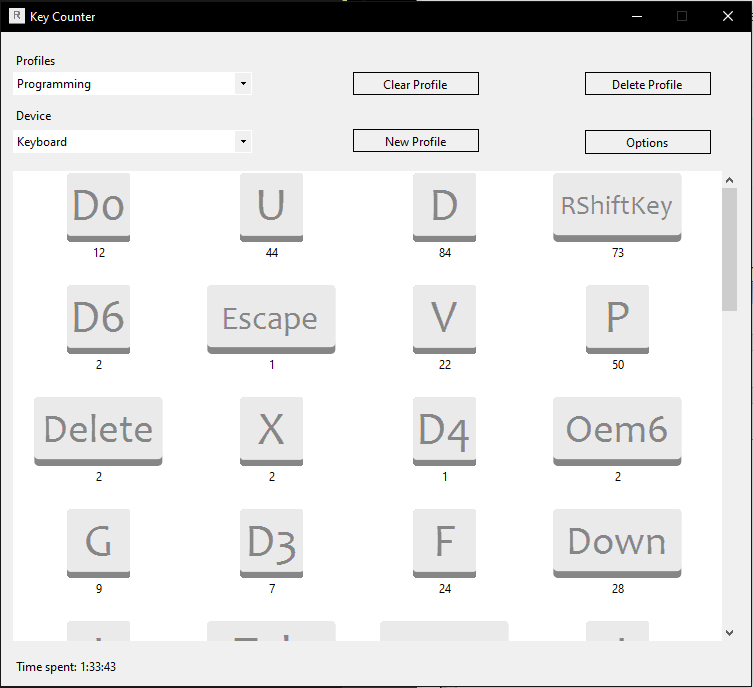 R Key Counter
Profiles
Programming
Clear Profile
Delete Profile
Device
Keyboard
New Profile
Options
D0 U D RShiftKey
12 44 84 73
D6 Escape V P
2 1 22 50
Delete X D4 Oem6
2 2 1 2
G D3 F Down
9 7 24 28
Time spent: 1:33:43